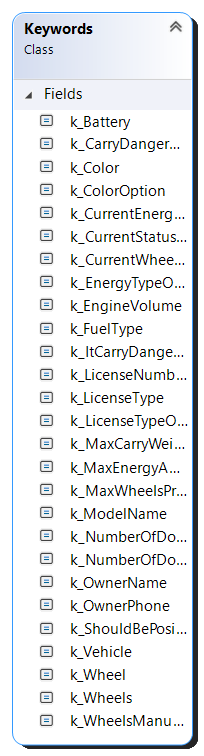 Keywords
Class
Fields
k_Battery
k_CarryDanger...
k_Color
k_ColorOption
k_CurrentEnerg...
k_CurrentStatus...
k_CurrentWhee...
k_EnergyTypeO...
k_EngineVolume
k_FuelType
k_ItCarryDange...
k_LicenseNumb...
k_LicenseType
k_LicenseTypeO...
k_MaxCarryWei...
k_MaxEnergyA...
k_MaxWheelsPr...
k_ModelName
k_NumberOfDo...
k_NumberOfDo...
k_OwnerName
k_OwnerPhone
k_ShouldBePosi...
k_Vehicle
k_Wheel
k_Wheels
k_WheelsManu...